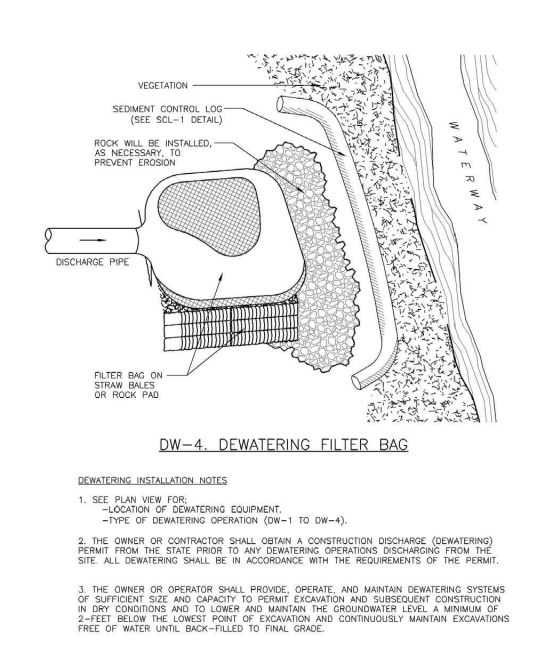 VEGETATION
SEDIMENT CONTROL LOG
(SEE SCL-1 DETAIL)
ROCK WILL BE INSTALLED,
AS NECESSARY, TO
PREVENT EROSION
WATERWAY
DISCHARGE PIPE
FILTER BAG ON
STRAW BALES
OR ROCK PAD
DW-4. DEWATERING FILTER BAG
DEWATERING INSTALLATION NOTES
1. SEE PLAN VIEW FOR;
-LOCATION OF DEWATERING EQUIPMENT.
-TYPE OF DEWATERING OPERATION (DW-1 TO DW-4).
2. THE OWNER OR CONTRACTOR SHALL OBTAIN A CONSTRUCTION DISCHARGE (DEWATERING)
PERMIT FROM THE STATE PRIOR TO ANY DEWATERING OPERATIONS DISCHARGING FROM THE
SITE. ALL DEWATERING SHALL BE IN ACCORDANCE WITH THE REQUIREMENTS OF THE PERMIT.
3. THE OWNER OR OPERATOR SHALL PROVIDE, OPERATE, AND MAINTAIN DEWATERING SYSTEMS
OF SUFFICIENT SIZE AND CAPACITY TO PERMIT EXCAVATION AND SUBSEQUENT CONSTRUCTION
IN DRY CONDITIONS AND TO LOWER AND MAINTAIN THE GROUNDWATER LEVEL A MINIMUM OF
2-FEET BELOW THE LOWEST POINT OF EXCAVATION AND CONTINUOUSLY MAINTAIN EXCAVATIONS
FREE OF WATER UNTIL BACK-FILLED TO FINAL GRADE.